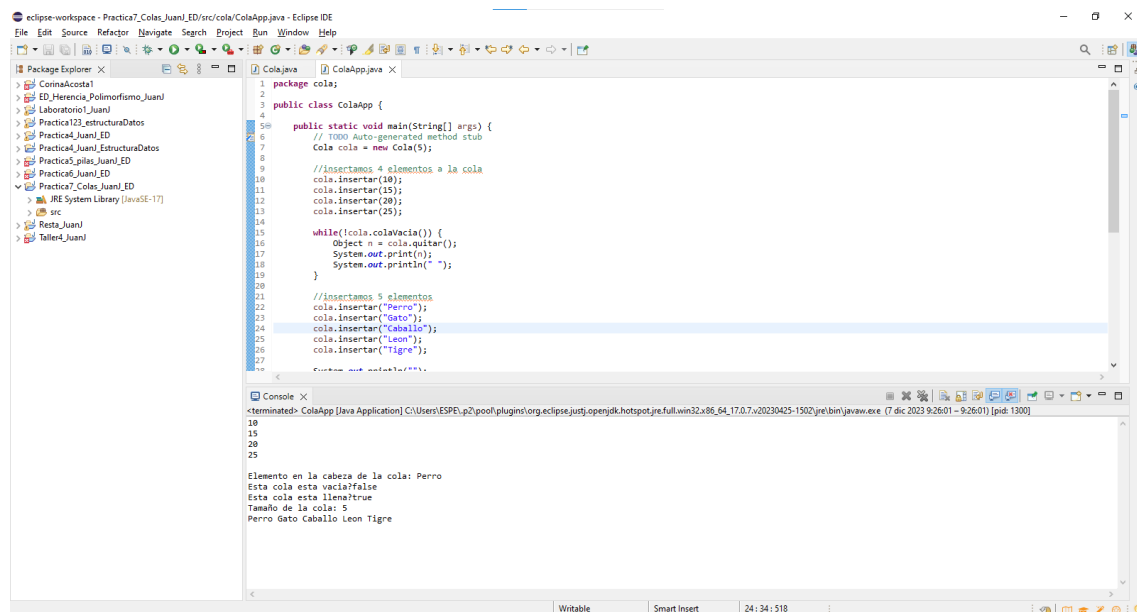 eclipse-workspace - Practica7_Colas_JuanJ_ED/src/cola/ColaApp.java - Eclipse IDE
File Edit Source Refactor Navigate Search Project Run Window Help
Package Explorer
CorinaAcosta1
ED_Herencia_Polimorfismo_JuanJ
Laboratorio1_JuanJ
Practica123_estructuraDatos
Practica4_JuanJ_ED
Practica4_JuanJ_EstructuraDatos
Practica5_pilas_JuanJ_ED
Practica6_JuanJ_ED
Practica7_Colas_JuanJ_ED
JRE System Library [JavaSE-17]
src
Resta_JuanJ
Taller4_JuanJ
Cola.java ColaApp.java
1 package cola;
2
3 public class ColaApp {
4
5 public static void main(String[] args) {
6 // TODO Auto-generated method stub
7 Cola cola = new Cola(5);
8
9 //insertamos 4 elementos a la cola
10 cola.insertar(10);
11 cola.insertar(15);
12 cola.insertar(20);
13 cola.insertar(25);
14
15 while(!cola.colaVacia()) {
16 Object n = cola.quitar();
17 System.out.print(n);
18 System.out.println(" ");
19 }
20
21 //insertamos 5 elementos
22 cola.insertar("Perro");
23 cola.insertar("Gato");
24 cola.insertar("Caballo");
25 cola.insertar("Leon");
26 cola.insertar("Tigre");
27
28 System.out.println("");
Console
<terminated> ColaApp [Java Application] C:\Users\ESPE\.p2\pool\plugins\org.eclipse.justj.openjdk.hotspot.jre.full.win32.x86_64_17.0.7.v20230425-1502\jre\bin\javaw.exe (7 dic 2023 9:26:01 – 9:26:01) [pid: 1300]
10
15
20
25
Elemento en la cabeza de la cola: Perro
Esta cola esta vacia?false
Esta cola esta llena?true
Tamaño de la cola: 5
Perro Gato Caballo Leon Tigre
Writable Smart Insert 24 : 34 : 518